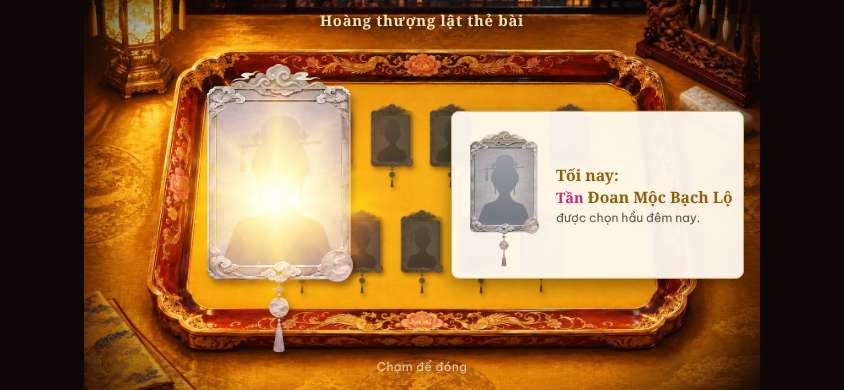 Hoàng thượng lật thẻ bài
Tối nay:
Tần Đoan Mộc Bạch Lộ
được chọn hầu đêm nay.
Chạm để đóng